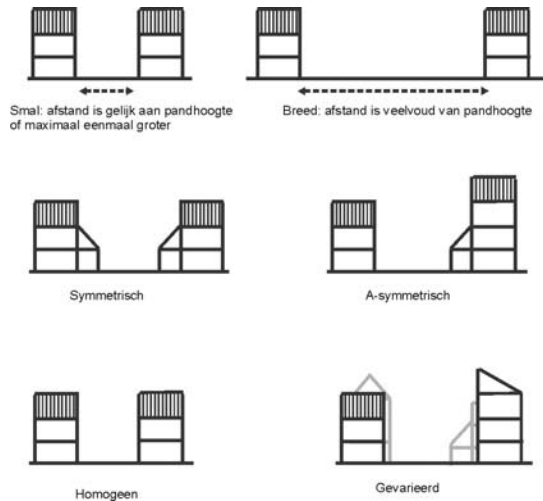 Smal: afstand is gelijk aan pandhoogte
of maximaal eenmaal groter
Breed: afstand is veelvoud van pandhoogte
Symmetrisch
A-symmetrisch
Homogeen
Gevarieerd